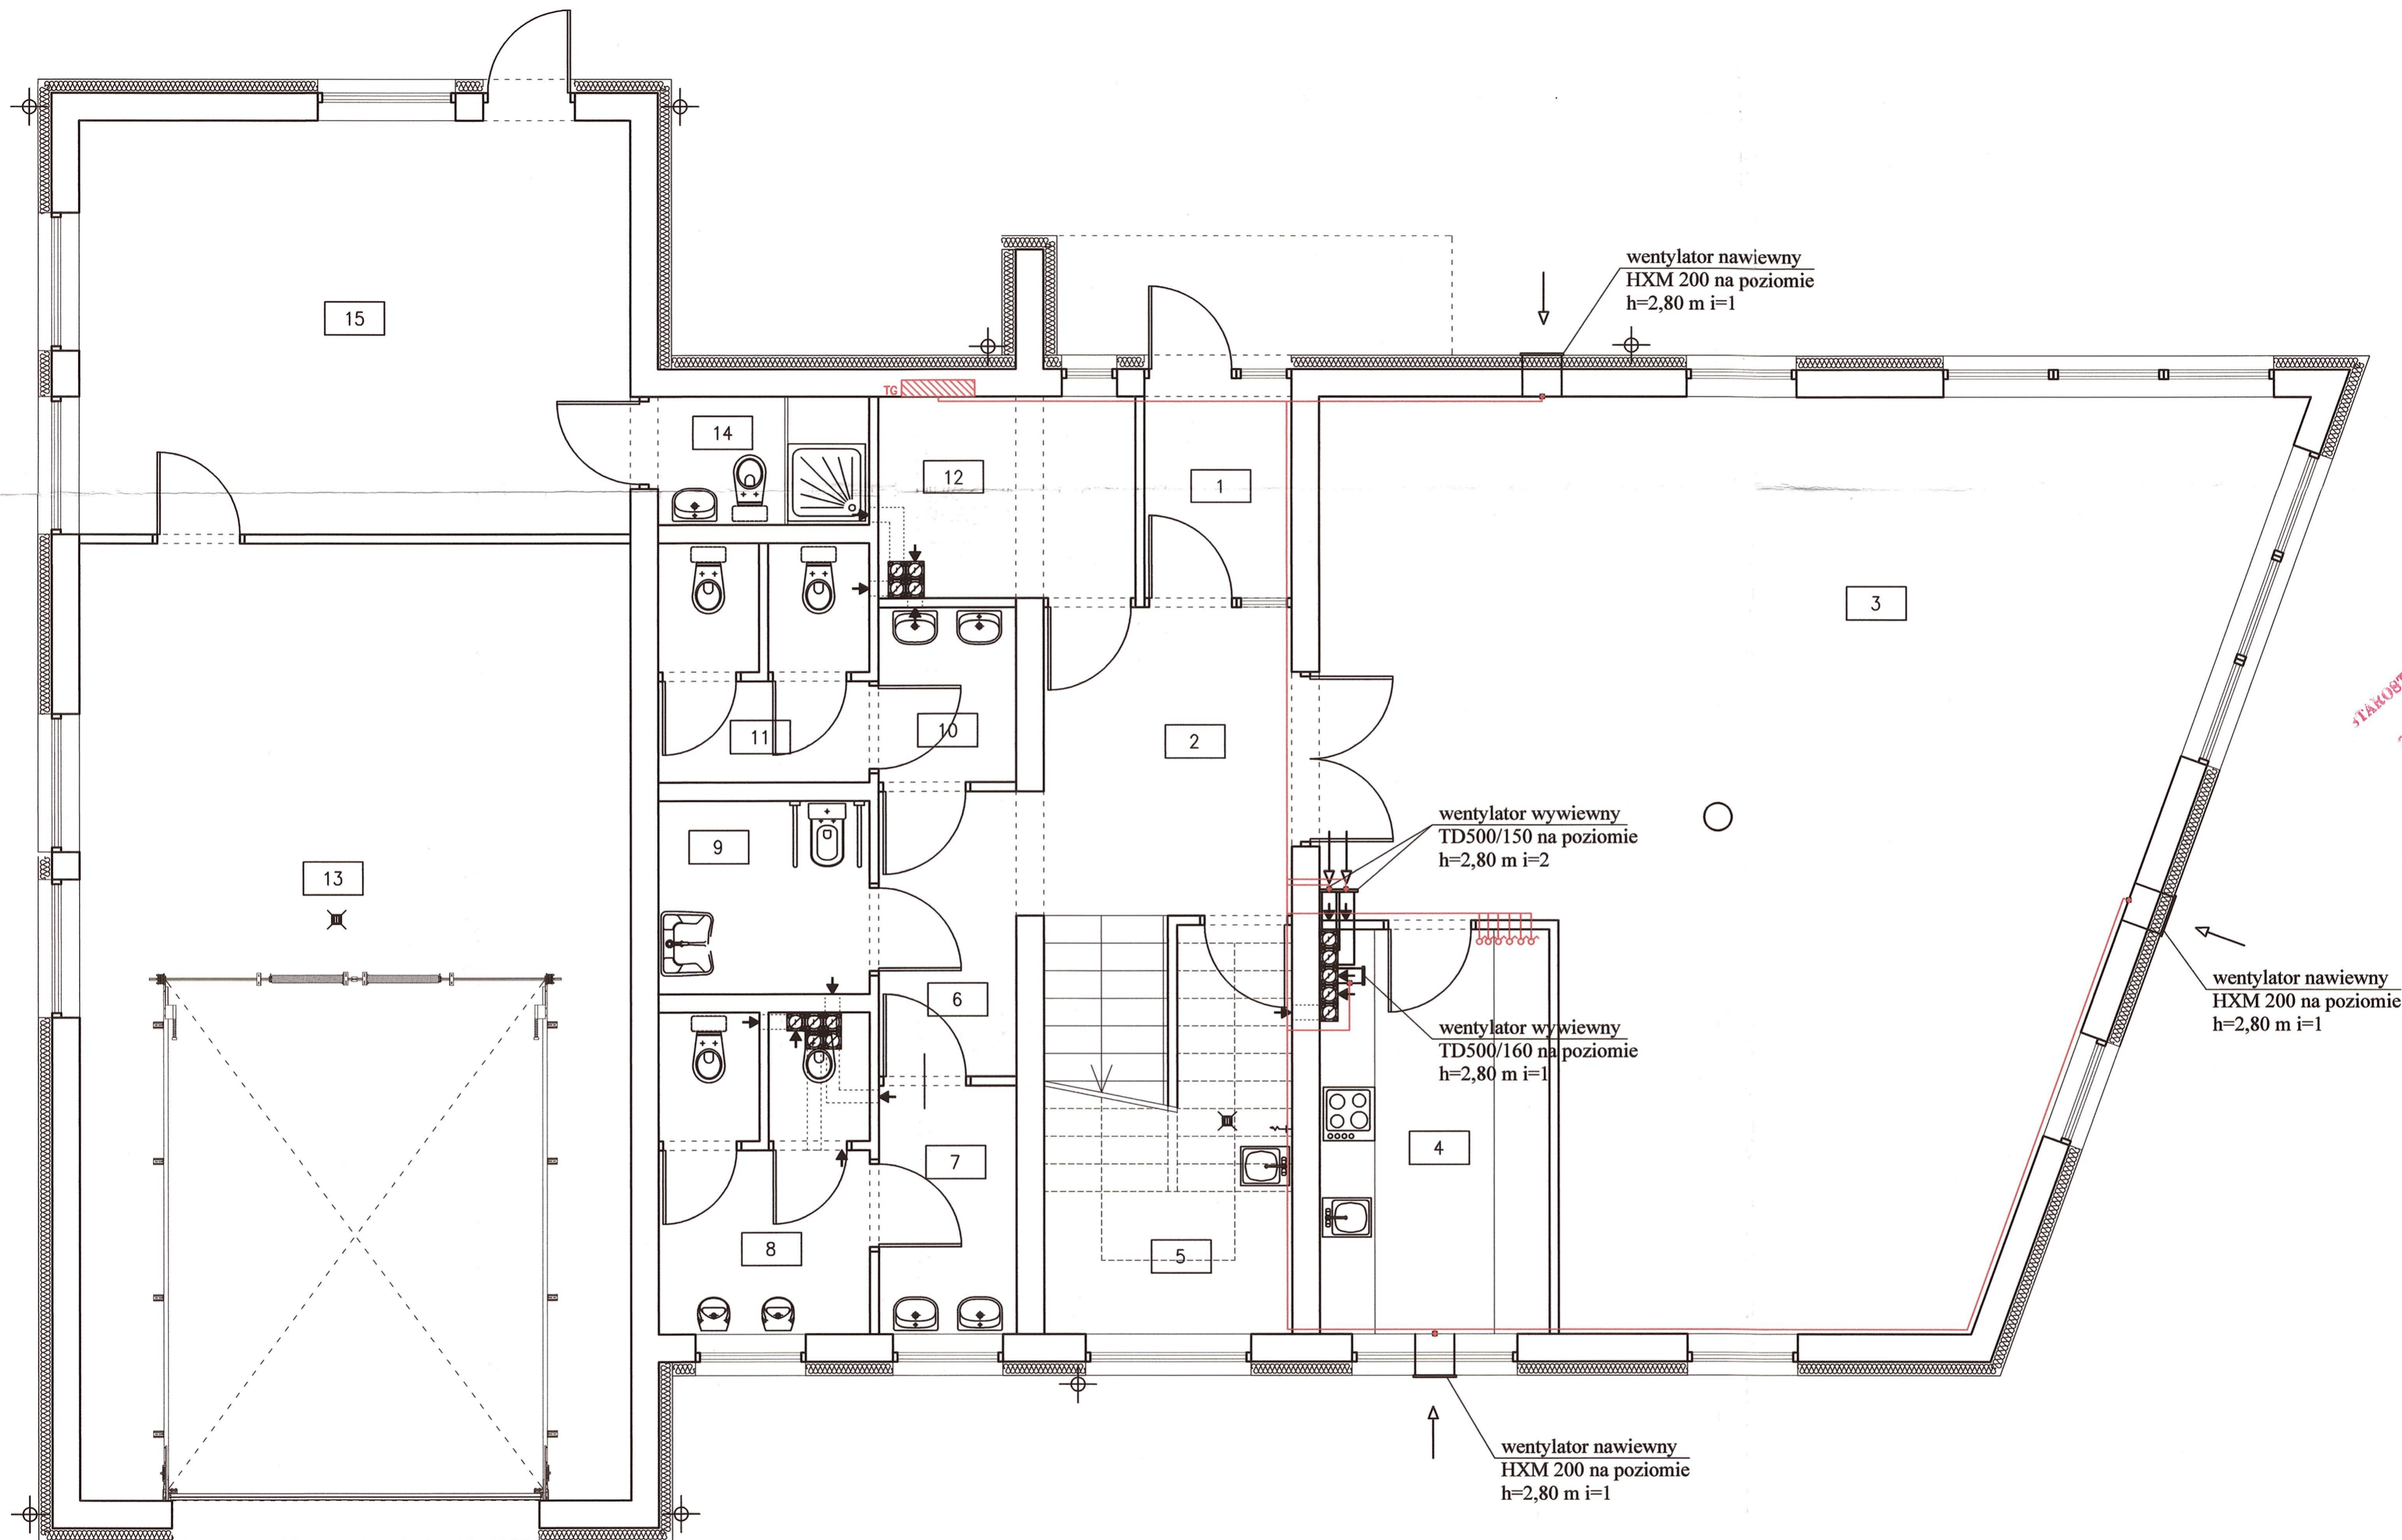 wentylator nawiewny
HXM 200 na poziomie
h=2,80 m i=1
15
TG
14
12
1
3
11
10
2
wentylator wywiewny
TD500/150 na poziomie
h=2,80 m i=2
9
13
6
wentylator nawiewny
HXM 200 na poziomie
h=2,80 m i=1
wentylator wywiewny
TD500/160 na poziomie
h=2,80 m i=1
7
4
8
5
wentylator nawiewny
HXM 200 na poziomie
h=2,80 m i=1